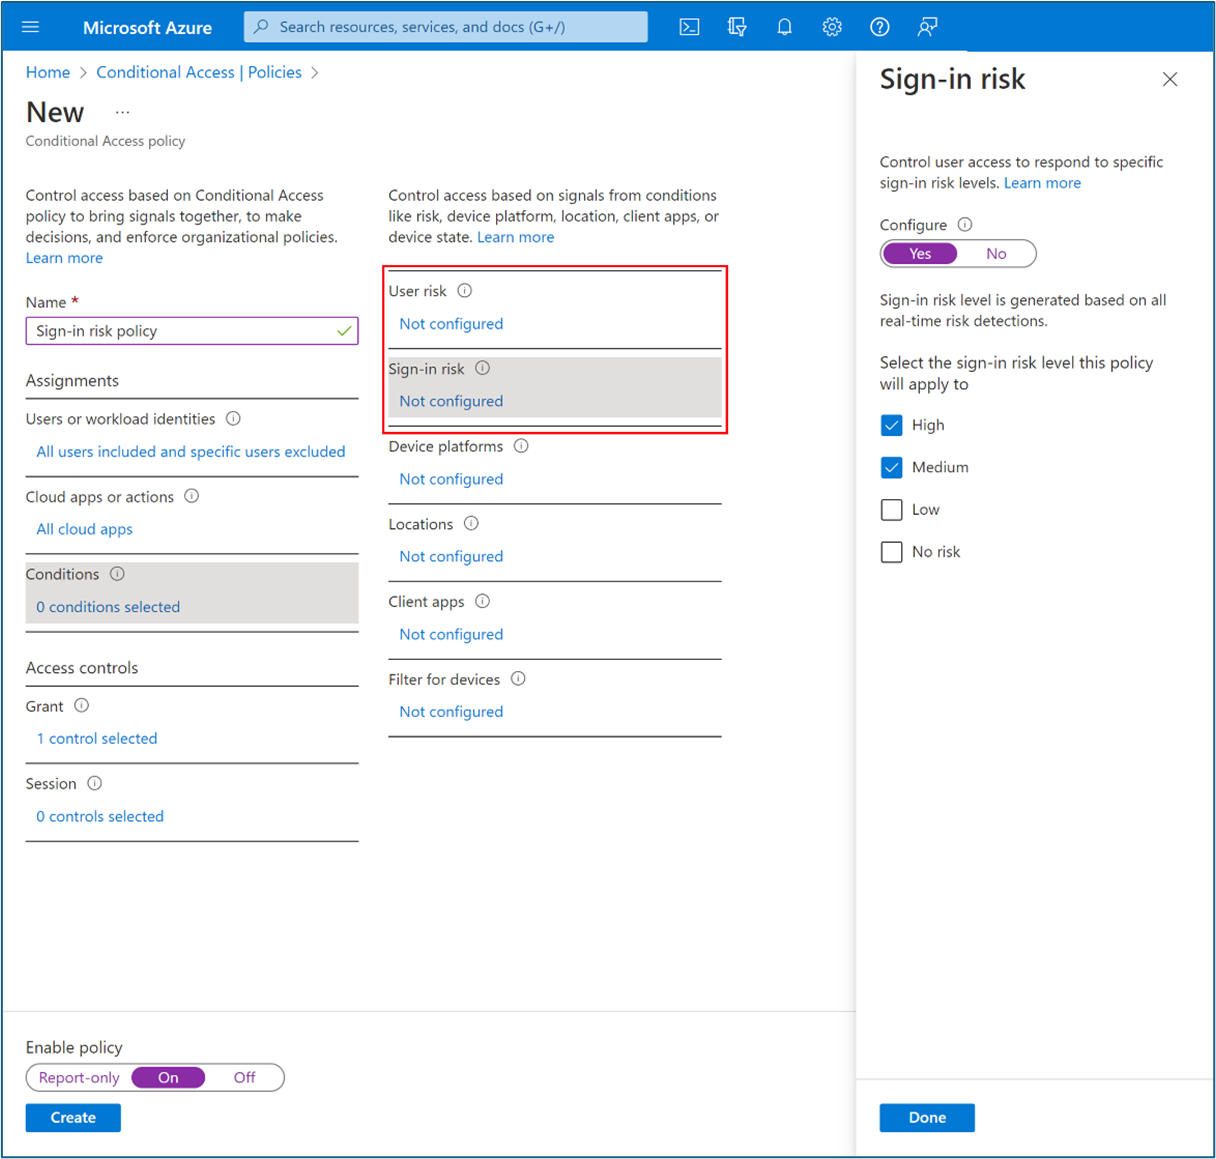 Microsoft Azure
Search resources, services, and docs (G+/)
Home > Conditional Access | Policies >
New ...
Conditional Access policy
Control access based on Conditional Access
policy to bring signals together, to make
decisions, and enforce organizational policies.
Learn more
Name *
Sign-in risk policy
Assignments
Users or workload identities
All users included and specific users excluded
Cloud apps or actions
All cloud apps
Conditions
0 conditions selected
Access controls
Grant
1 control selected
Session
0 controls selected
Control access based on signals from conditions
like risk, device platform, location, client apps, or
device state. Learn more
User risk
Not configured
Sign-in risk
Not configured
Device platforms
Not configured
Locations
Not configured
Client apps
Not configured
Filter for devices
Not configured
Enable policy
Report-only On Off
Create
Sign-in risk
Control user access to respond to specific
sign-in risk levels. Learn more
Configure
Yes No
Sign-in risk level is generated based on all
real-time risk detections.
Select the sign-in risk level this policy
will apply to
High
Medium
Low
No risk
Done